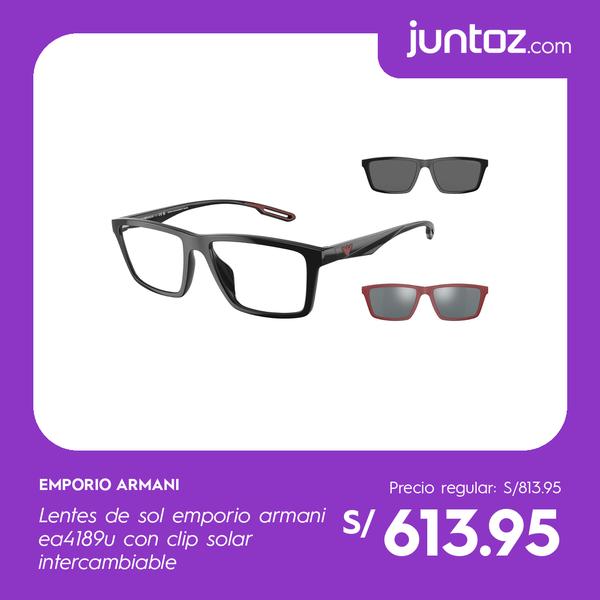 juntoz.com
EMPORIO ARMANI
Lentes de sol emporio armani
ea4189u con clip solar
intercambiable
Precio regular: S/813.95
S/ 613.95